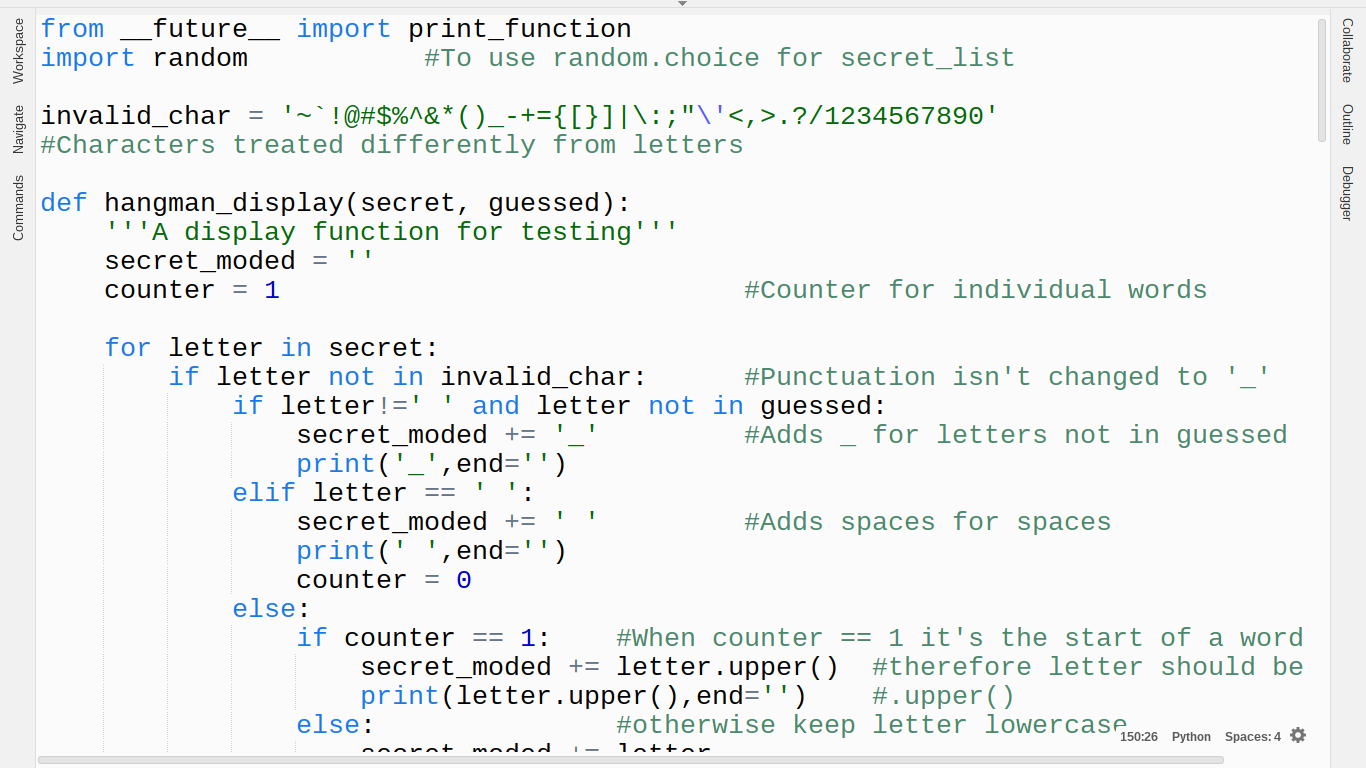 Workspace
Navigate
Commands
from __future__ import print_function
import random           #To use random.choice for secret_list
invalid_char = '~`!@#$%^&*()_-+={[}]|\:;"\'<,>.?/1234567890'
#Characters treated differently from letters
def hangman_display(secret, guessed):
    '''A display function for testing'''
    secret_moded = ''
    counter = 1                             #Counter for individual words
    for letter in secret:
        if letter not in invalid_char:      #Punctuation isn't changed to '_'
            if letter!=' ' and letter not in guessed:
                secret_moded += '_'         #Adds _ for letters not in guessed
                print('_',end='')
            elif letter == ' ':
                secret_moded += ' '         #Adds spaces for spaces
                print(' ',end='')
                counter = 0
            else:
                if counter == 1:    #When counter == 1 it's the start of a word
                    secret_moded += letter.upper()  #therefore letter should be
                    print(letter.upper(),end='')    #.upper()
                else:               #otherwise keep letter lowercase
                    secret_moded += letter
150:26 Python Spaces: 4
Collaborate
Outline
Debugger